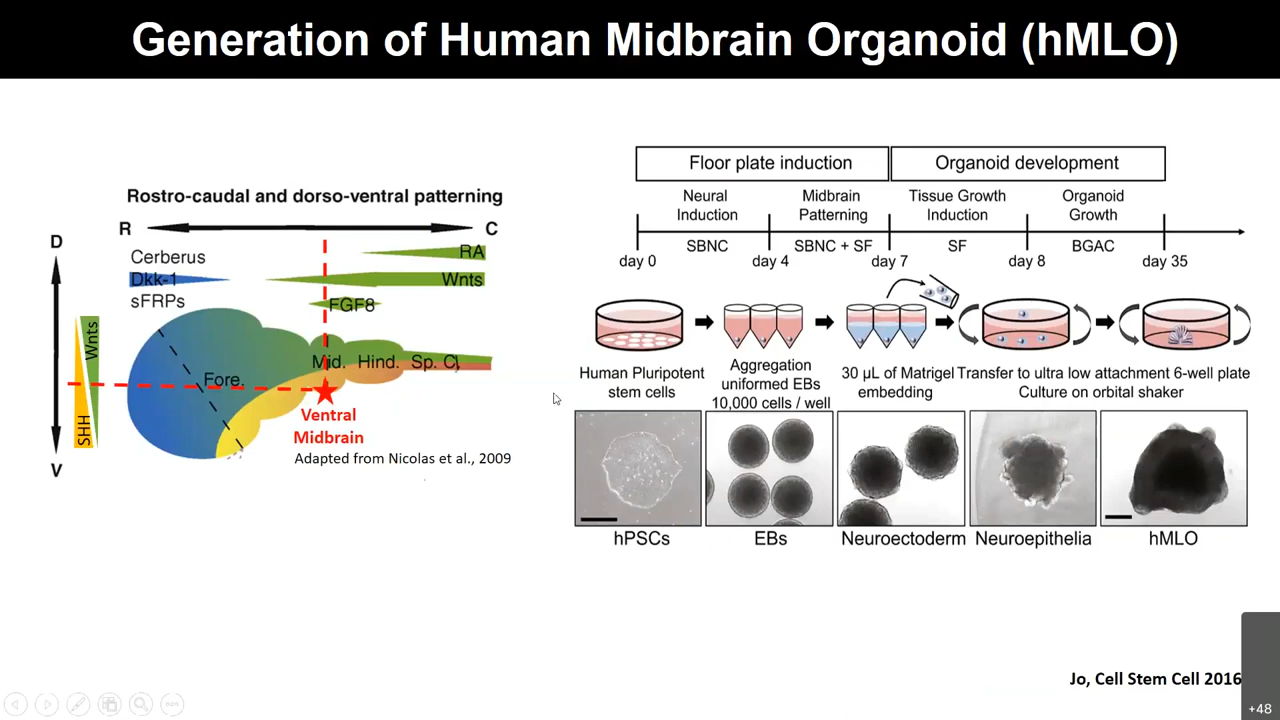 Generation of Human Midbrain Organoid (hMLO)
Rostro-caudal and dorso-ventral patterning
R
C
D
V
Cerberus
Dkk-1
sFRPs
RA
Wnts
FGF8
Wnts
SHH
Fore.
Mid.
Hind.
Sp. C.
Ventral
Midbrain
Adapted from Nicolas et al., 2009
Floor plate induction
Organoid development
Neural
Induction
Midbrain
Patterning
Tissue Growth
Induction
Organoid
Growth
SBNC
SBNC + SF
SF
BGAC
day 0
day 4
day 7
day 8
day 35
Human Pluripotent
stem cells
Aggregation
uniformed EBs
10,000 cells / well
30 µL of Matrigel
embedding
Transfer to ultra low attachment 6-well plate
Culture on orbital shaker
hPSCs
EBs
Neuroectoderm
Neuroepithelia
hMLO
Jo, Cell Stem Cell 2016
+48